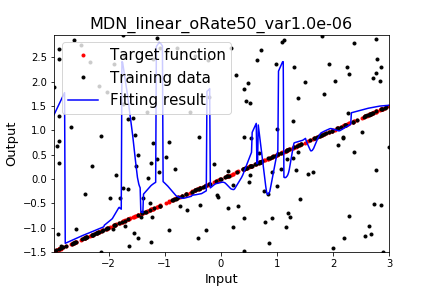 MDN_linear_oRate50_var1.0e-06
Target function
Training data
Fitting result
Output
2.5
2.0
1.5
1.0
0.5
0.0
−0.5
−1.0
−1.5
−2
−1
0
1
2
3
Input